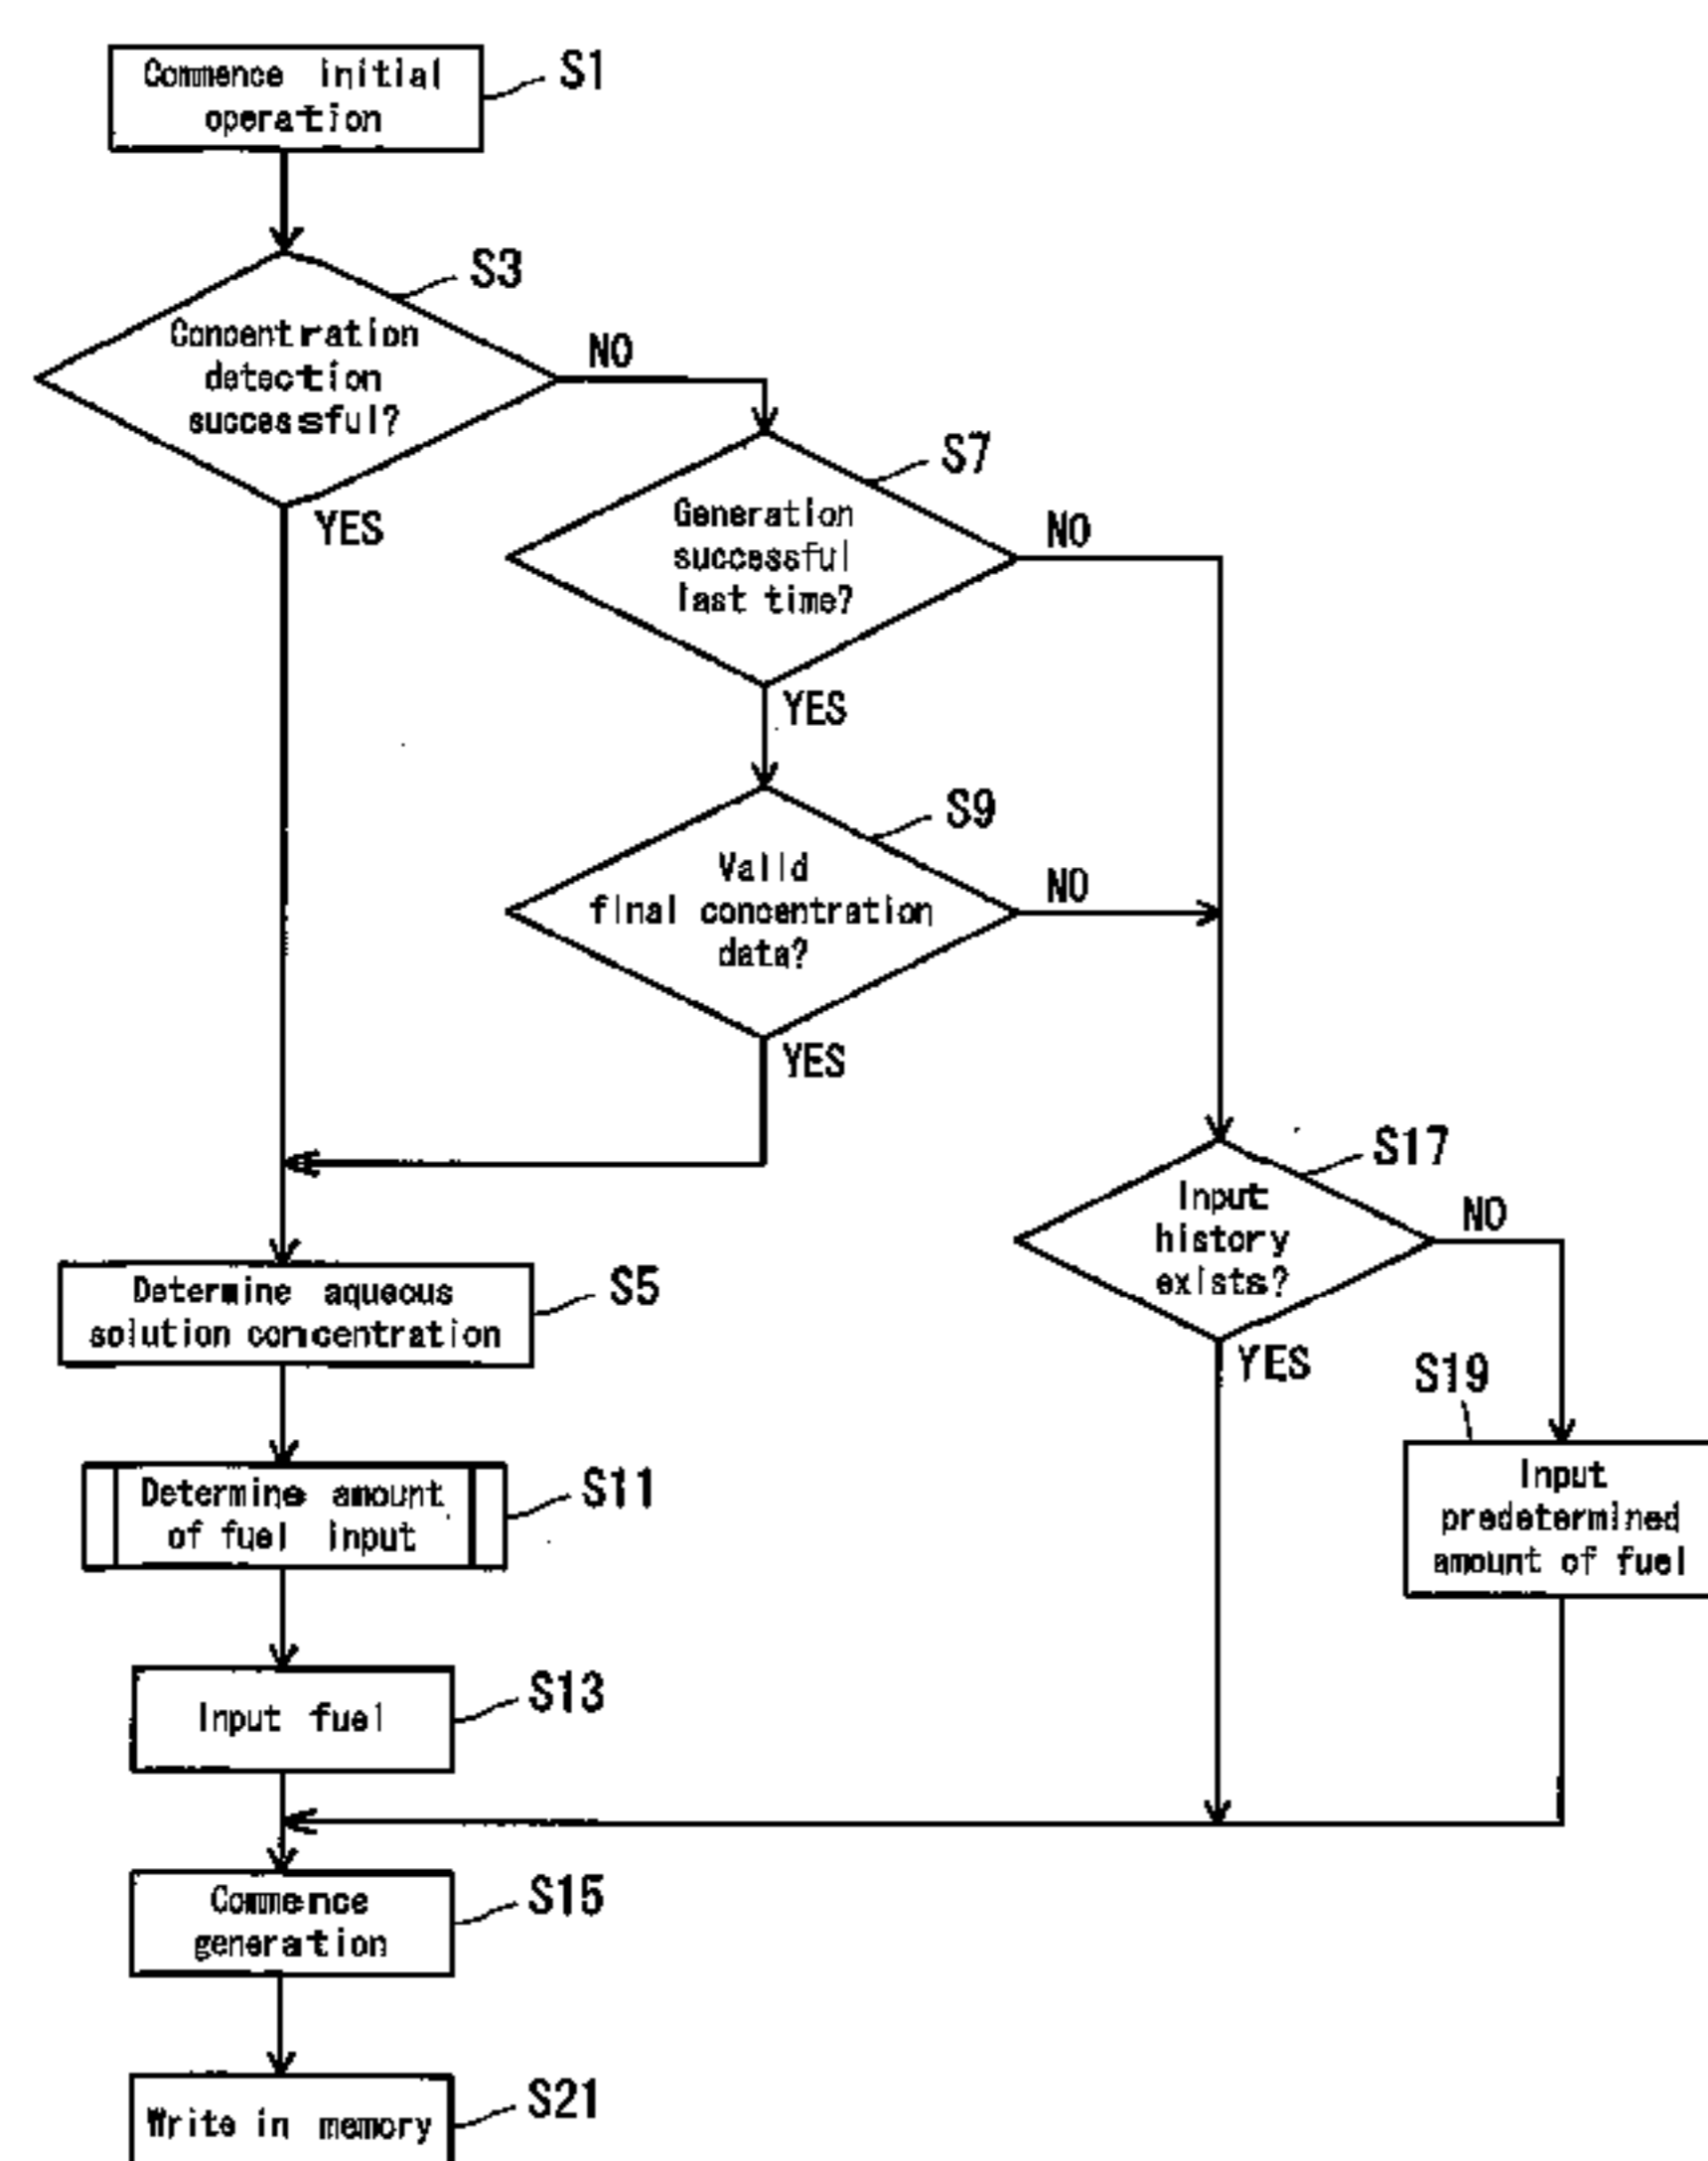 Commence initial
operation
S1
S3
Concentration
detection
successful?
NO
YES
S7
Generation
successful
last time?
NO
YES
S9
Valid
final concentration
data?
NO
YES
S17
Input
history
exists?
NO
YES
S5
Determine aqueous
solution concentration
S19
Input
predetermined
amount of fuel
S11
Determine amount
of fuel input
S13
Input fuel
S15
Commence
generation
S21
Write in memory